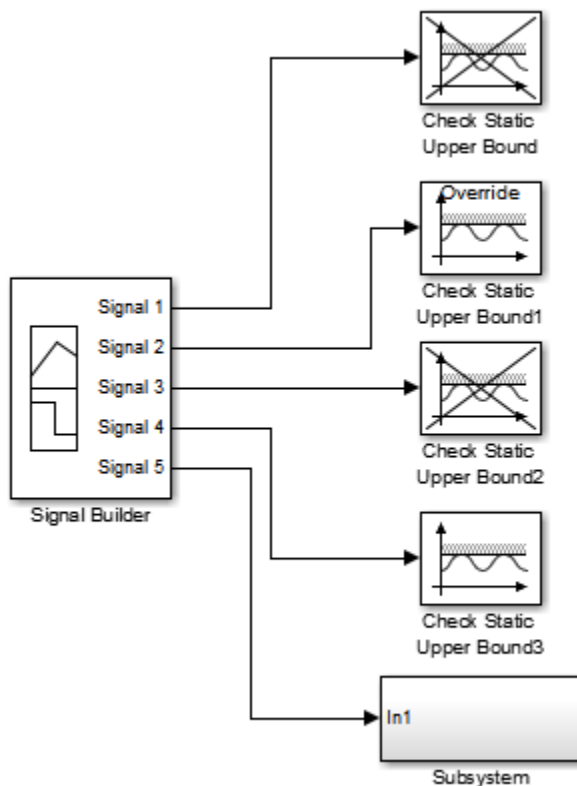 Check Static
Upper Bound
Override
Check Static
Upper Bound1
Signal 1
Signal 2
Signal 3
Signal 4
Signal 5
Signal Builder
Check Static
Upper Bound2
Check Static
Upper Bound3
In1
Subsystem